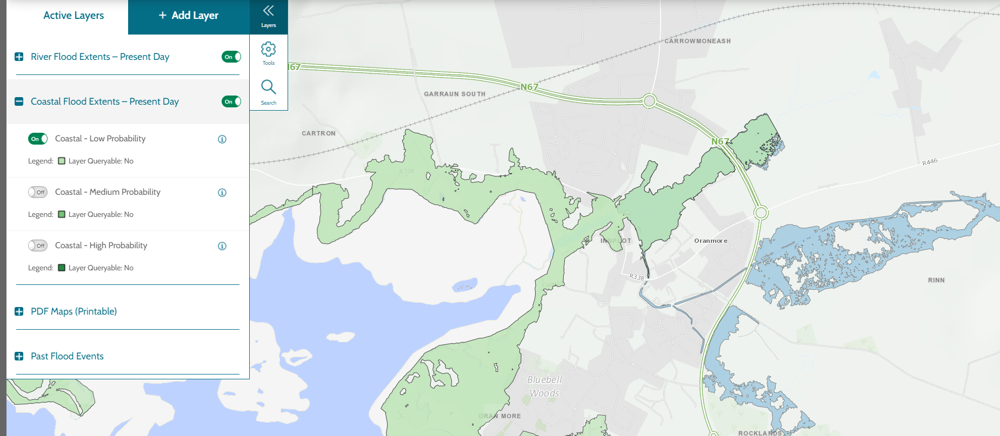 Active Layers
+ Add Layer
Layers
Tools
Search
River Flood Extents – Present Day
On
Coastal Flood Extents – Present Day
On
On
Coastal - Low Probability
Legend: Layer Queryable: No
Off
Coastal - Medium Probability
Legend: Layer Queryable: No
Off
Coastal - High Probability
Legend: Layer Queryable: No
PDF Maps (Printable)
Past Flood Events
CARROWMONEASH
N67
GARRAUN SOUTH
CARTRON
N67
R446
R338
INNPLOT
Oranmore
R338
RINN
Bluebell
Woods
ORAN MORE
ROCKLANDS